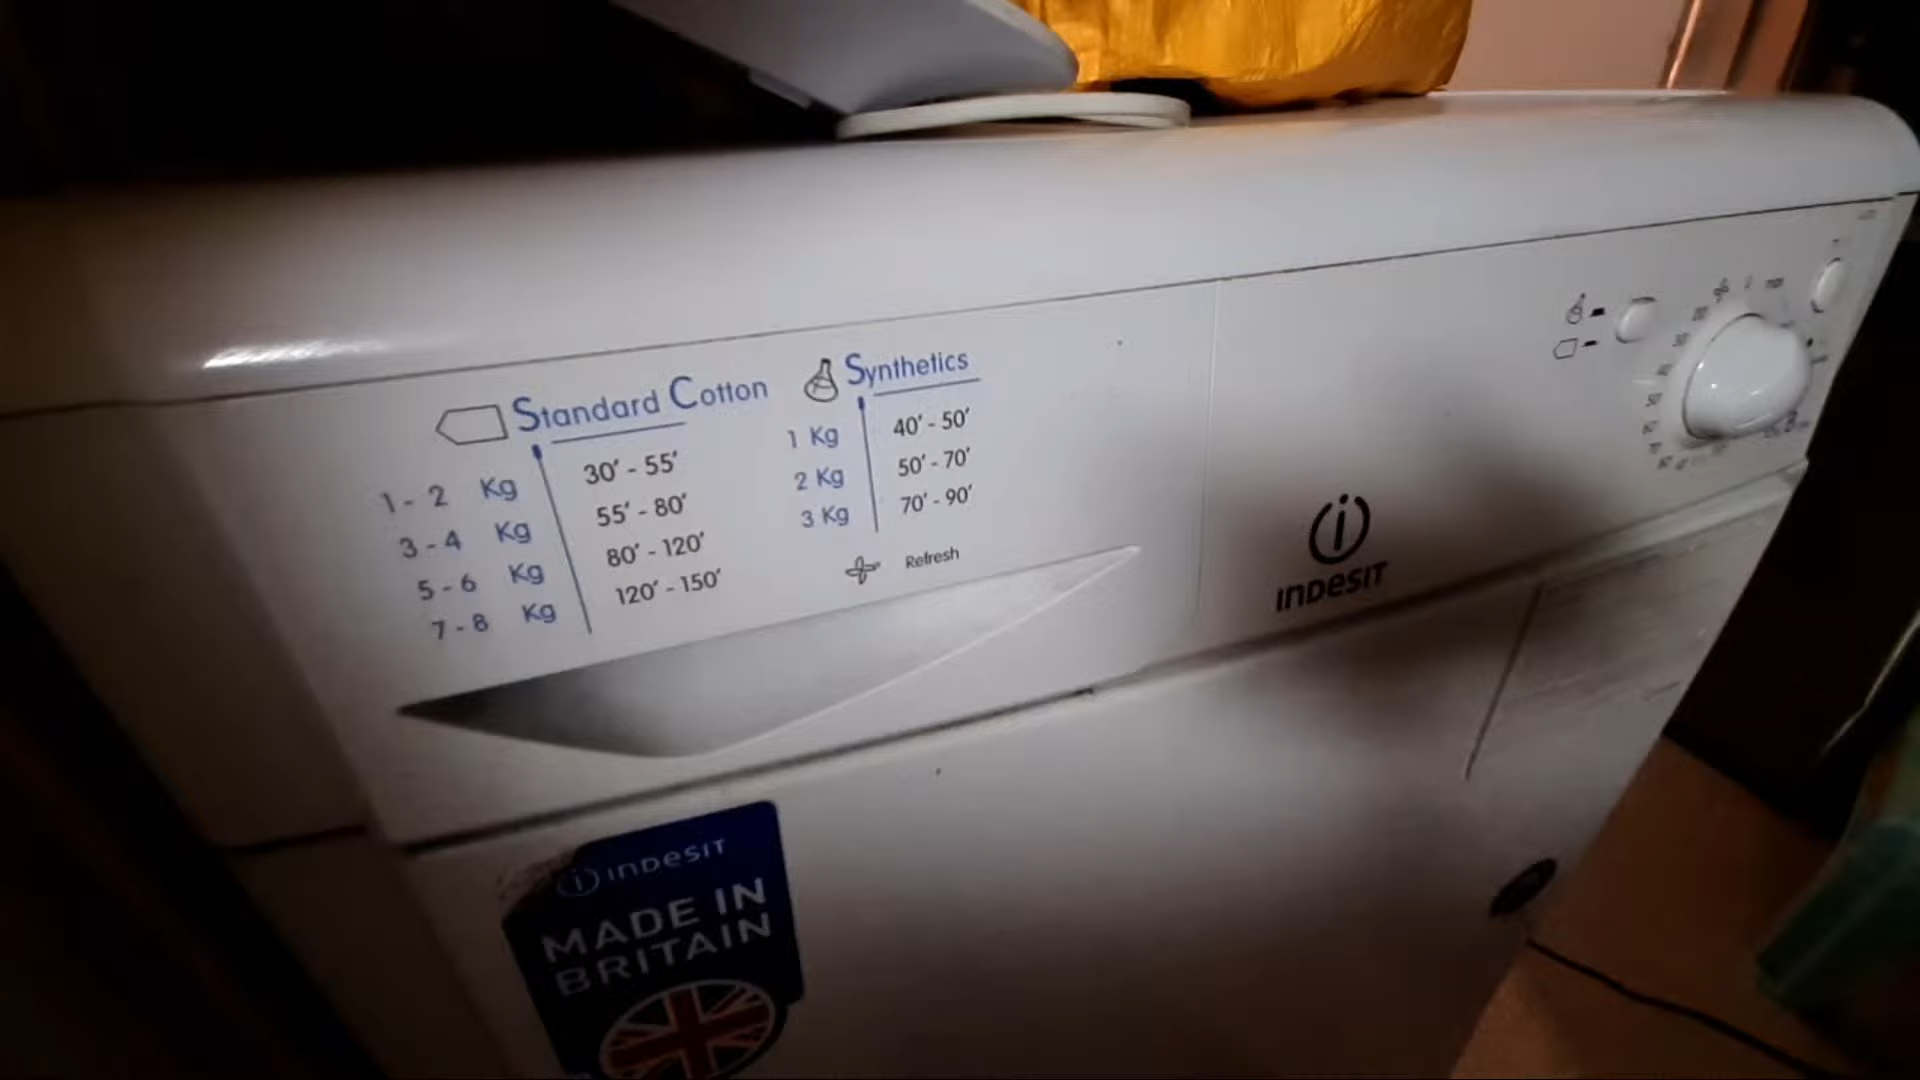 Standard Cotton
1 - 2 Kg 30' - 55'
3 - 4 Kg 55' - 80'
5 - 6 Kg 80' - 120'
7 - 8 Kg 120' - 150'
Synthetics
1 Kg 40' - 50'
2 Kg 50' - 70'
3 Kg 70' - 90'
Refresh
INDESIT
INDESIT
MADE IN
BRITAIN